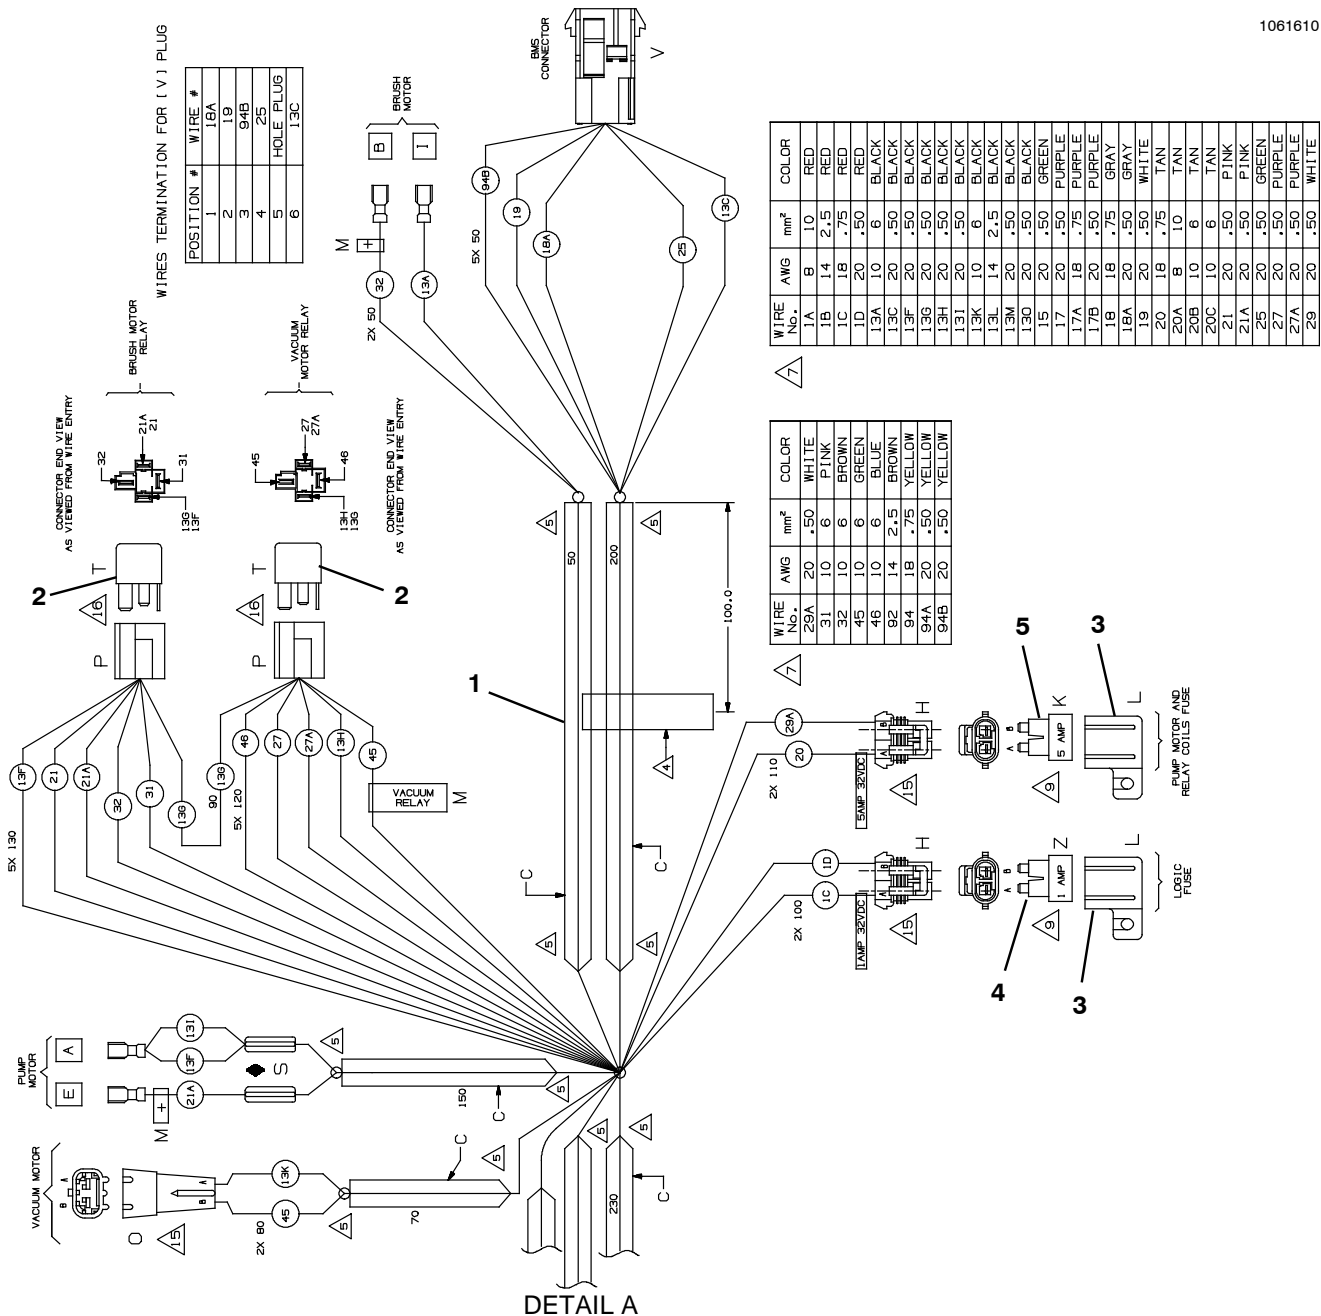 1061610
WIRES TERMINATION FOR [V] PLUG
POSITION # WIRE #
1 18A
2 19
3 94B
4 25
5 HOLE PLUG
6 13C
BMS
CONNECTOR
V
BRUSH
MOTOR
B
I
M
+
32
13A
2X 50
94B
19
18A
25
13C
5X 50
BRUSH MOTOR
RELAY
CONNECTOR END VIEW
AS VIEWED FROM WIRE ENTRY
32
21A
21
31
13G
13F
VACUUM
MOTOR RELAY
45
27
27A
46
13H
13G
CONNECTOR END VIEW
AS VIEWED FROM WIRE ENTRY
2
T
16
P
2
T
16
P
13F
21
21A
32
31
13G
5X 130
90
13G
46
27
27A
13H
45
5X 120
VACUUM
RELAY
M
WIRE No. AWG mm² COLOR
1A 8 10 RED
1B 14 2.5 RED
1C 18 .75 RED
1D 20 .50 RED
13A 10 6 BLACK
13C 20 .50 BLACK
13F 20 .50 BLACK
13G 20 .50 BLACK
13H 20 .50 BLACK
13I 20 .50 BLACK
13K 10 6 BLACK
13L 14 2.5 BLACK
13M 20 .50 BLACK
13O 20 .50 BLACK
15 20 .50 GREEN
17 20 .50 PURPLE
17A 18 .75 PURPLE
17B 20 .50 PURPLE
18 18 .75 GRAY
18A 20 .50 GRAY
19 20 .50 WHITE
20 18 .75 TAN
20A 8 10 TAN
20B 10 6 TAN
20C 10 6 TAN
21 20 .50 PINK
21A 20 .50 PINK
25 20 .50 GREEN
27 20 .50 PURPLE
27A 20 .50 PURPLE
29 20 .50 WHITE
7
WIRE No. AWG mm² COLOR
29A 20 .50 WHITE
31 10 6 PINK
32 10 6 BROWN
45 10 6 GREEN
46 10 6 BLUE
92 14 2.5 BROWN
94 18 .75 YELLOW
94A 20 .50 YELLOW
94B 20 .50 YELLOW
7
5
5
50
200
100.0
1
4
C
C
5
5
29A
20
2X 110
5AMP 32VDC
A B
H
15
A B
5
5 AMP
K
9
3
L
PUMP MOTOR AND
RELAY COILS FUSE
1D
1C
2X 100
1AMP 32VDC
A B
H
15
A B
4
1 AMP
Z
9
3
L
LOGIC
FUSE
PUMP
MOTOR
A
E
13I
13F
21A
M
+
S
5
150
C
5
VACUUM MOTOR
A
B
O
15
A
B
13K
45
2X 80
5
70
C
5
5
5
230
C
DETAIL A